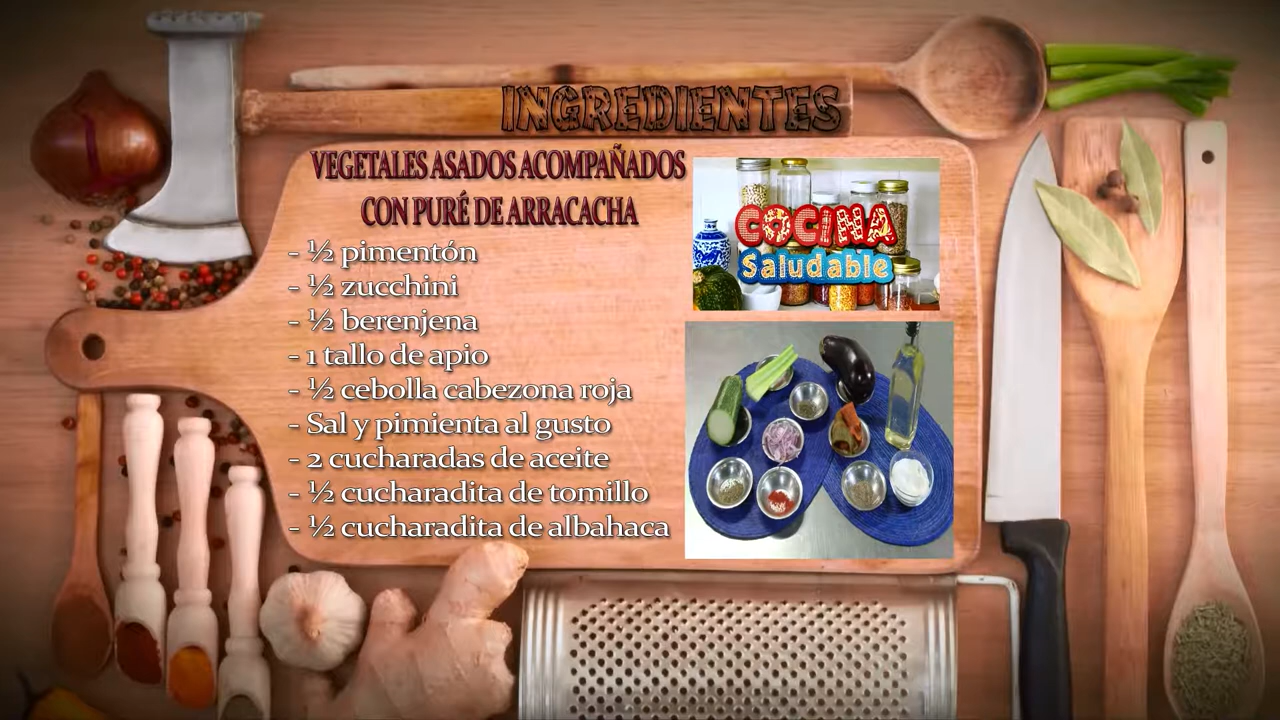 INGREDIENTES
VEGETALES ASADOS ACOMPAÑADOS
CON PURÉ DE ARRACACHA
- ½ pimentón
- ½ zucchini
- ½ berenjena
- 1 tallo de apio
- ½ cebolla cabezona roja
- Sal y pimienta al gusto
- 2 cucharadas de aceite
- ½ cucharadita de tomillo
- ½ cucharadita de albahaca
COCINA
Saludable